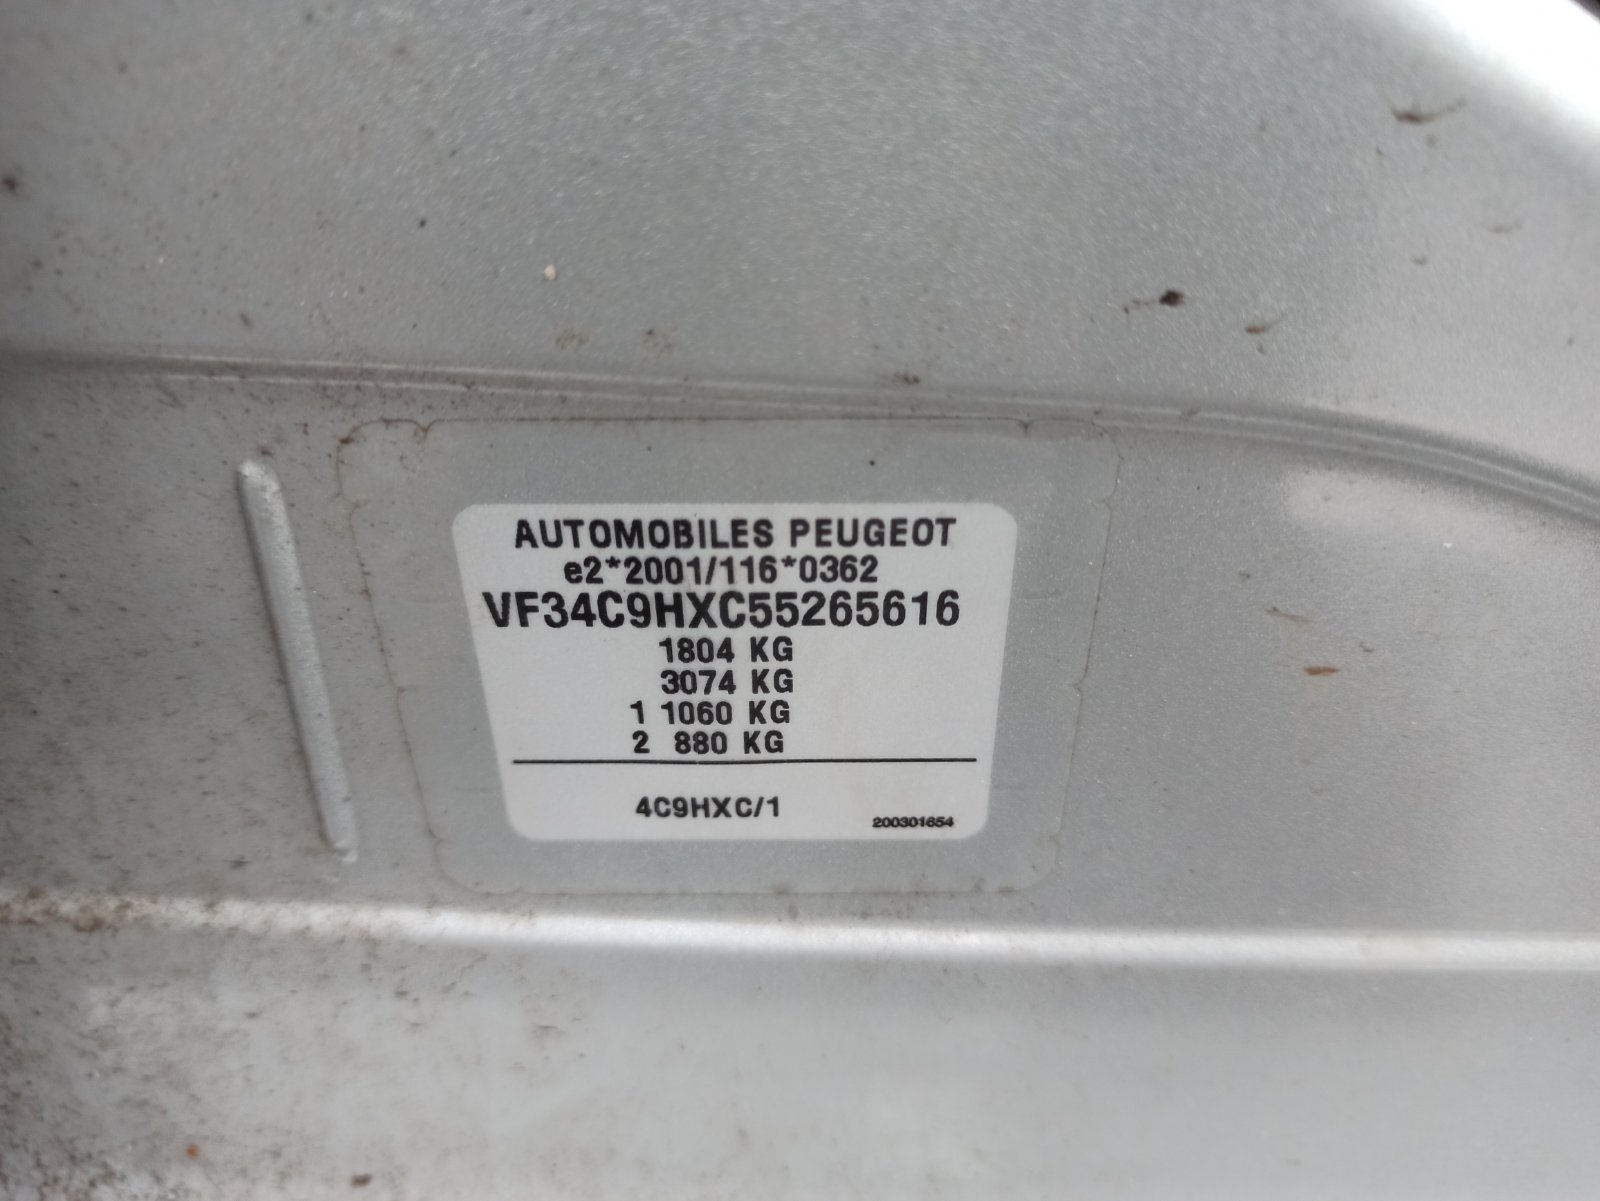 AUTOMOBILES PEUGEOT
e2*2001/116*0362
VF34C9HXC55265616
1804 KG
3074 KG
1 1060 KG
2 880 KG
4C9HXC/1
200301654